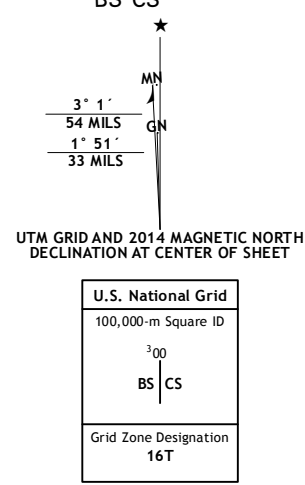 BS CS
MN
3° 1´
54 MILS
GN
1° 51´
33 MILS
UTM GRID AND 2014 MAGNETIC NORTH
DECLINATION AT CENTER OF SHEET
U.S. National Grid
100,000-m Square ID
³00
BS CS
Grid Zone Designation
16T